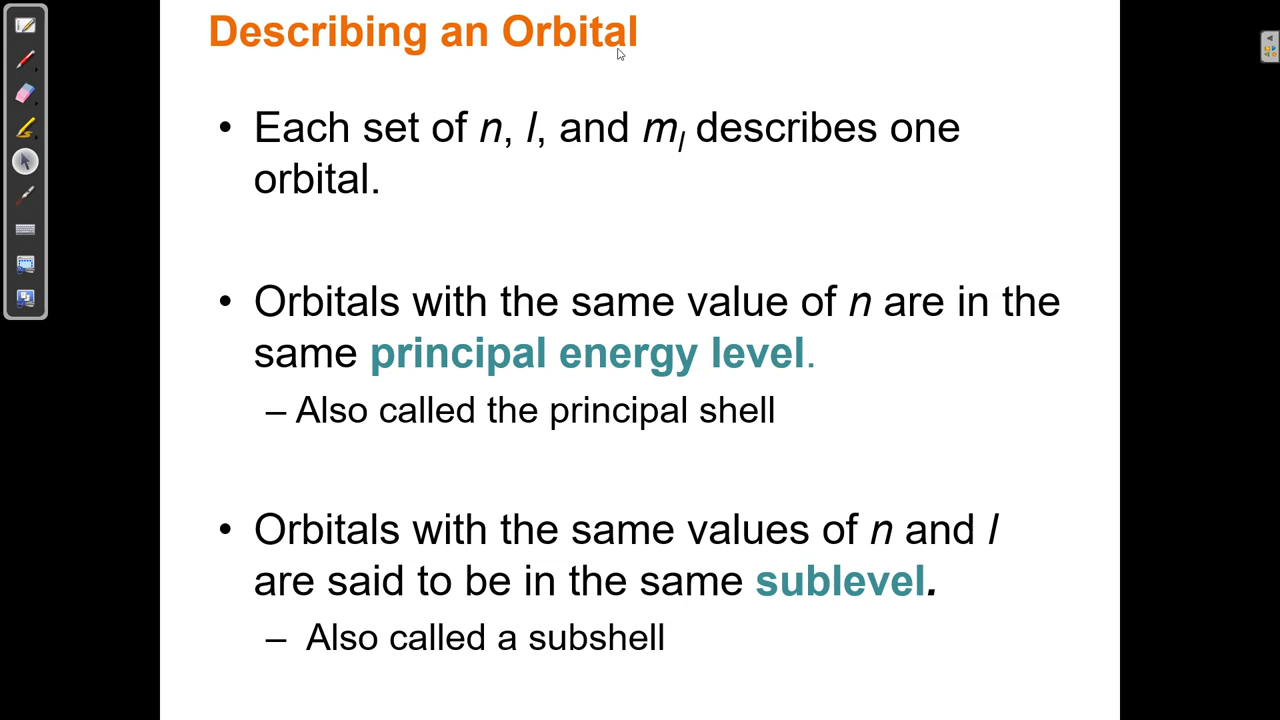 Describing an Orbital
• Each set of n, l, and mₗ describes one
orbital.
• Orbitals with the same value of n are in the
same principal energy level.
– Also called the principal shell
• Orbitals with the same values of n and l
are said to be in the same sublevel.
– Also called a subshell